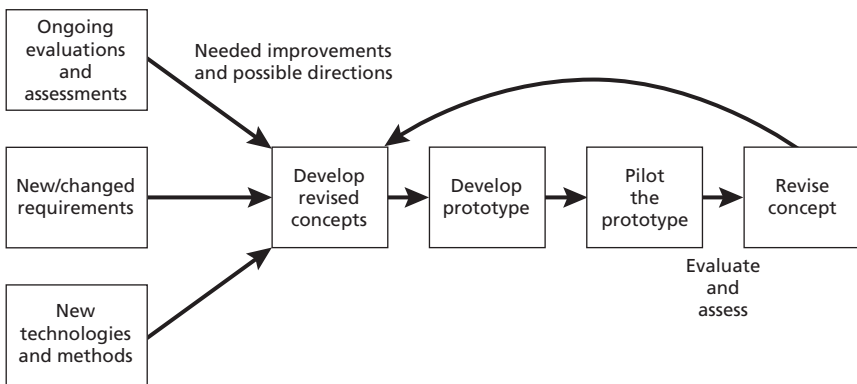 Ongoing
evaluations
and
assessments
Needed improvements
and possible directions
New/changed
requirements
Develop
revised
concepts
Develop
prototype
Pilot
the
prototype
Revise
concept
Evaluate
and
assess
New
technologies
and methods